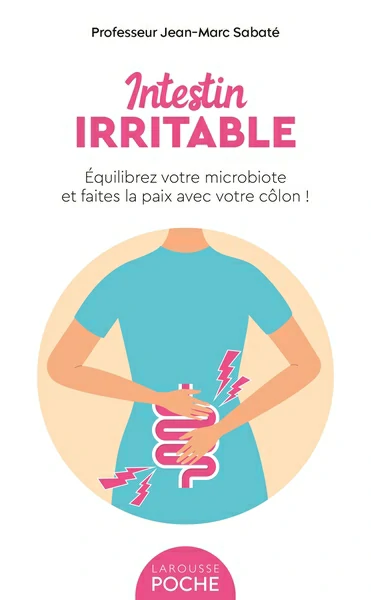 Professeur Jean-Marc Sabaté
Intestin
IRRITABLE
Équilibrez votre microbiote
et faites la paix avec votre côlon !
LAROUSSE
POCHE